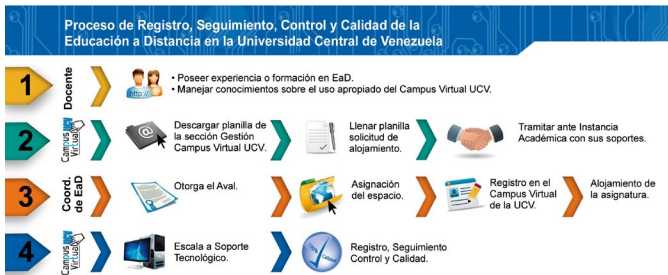 Proceso de Registro, Seguimiento, Control y Calidad de la
Educación a Distancia en la Universidad Central de Venezuela
1
Docente
http://
• Poseer experiencia o formación en EaD.
• Manejar conocimientos sobre el uso apropiado del Campus Virtual UCV.
2
Campus UCV
Virtual
@
Descargar planilla de
la sección Gestión
Campus Virtual UCV.
Llenar planilla
solicitud de
alojamiento.
Tramitar ante Instancia
Académica con sus soportes.
3
Coord.
de EaD
Otorga el Aval.
Asignación
del espacio.
Registro en el
Campus Virtual
de la UCV.
Alojamiento de
la asignatura.
4
Campus UCV
Virtual
Escala a Soporte
Tecnológico.
Calidad
Registro, Seguimiento
Control y Calidad.